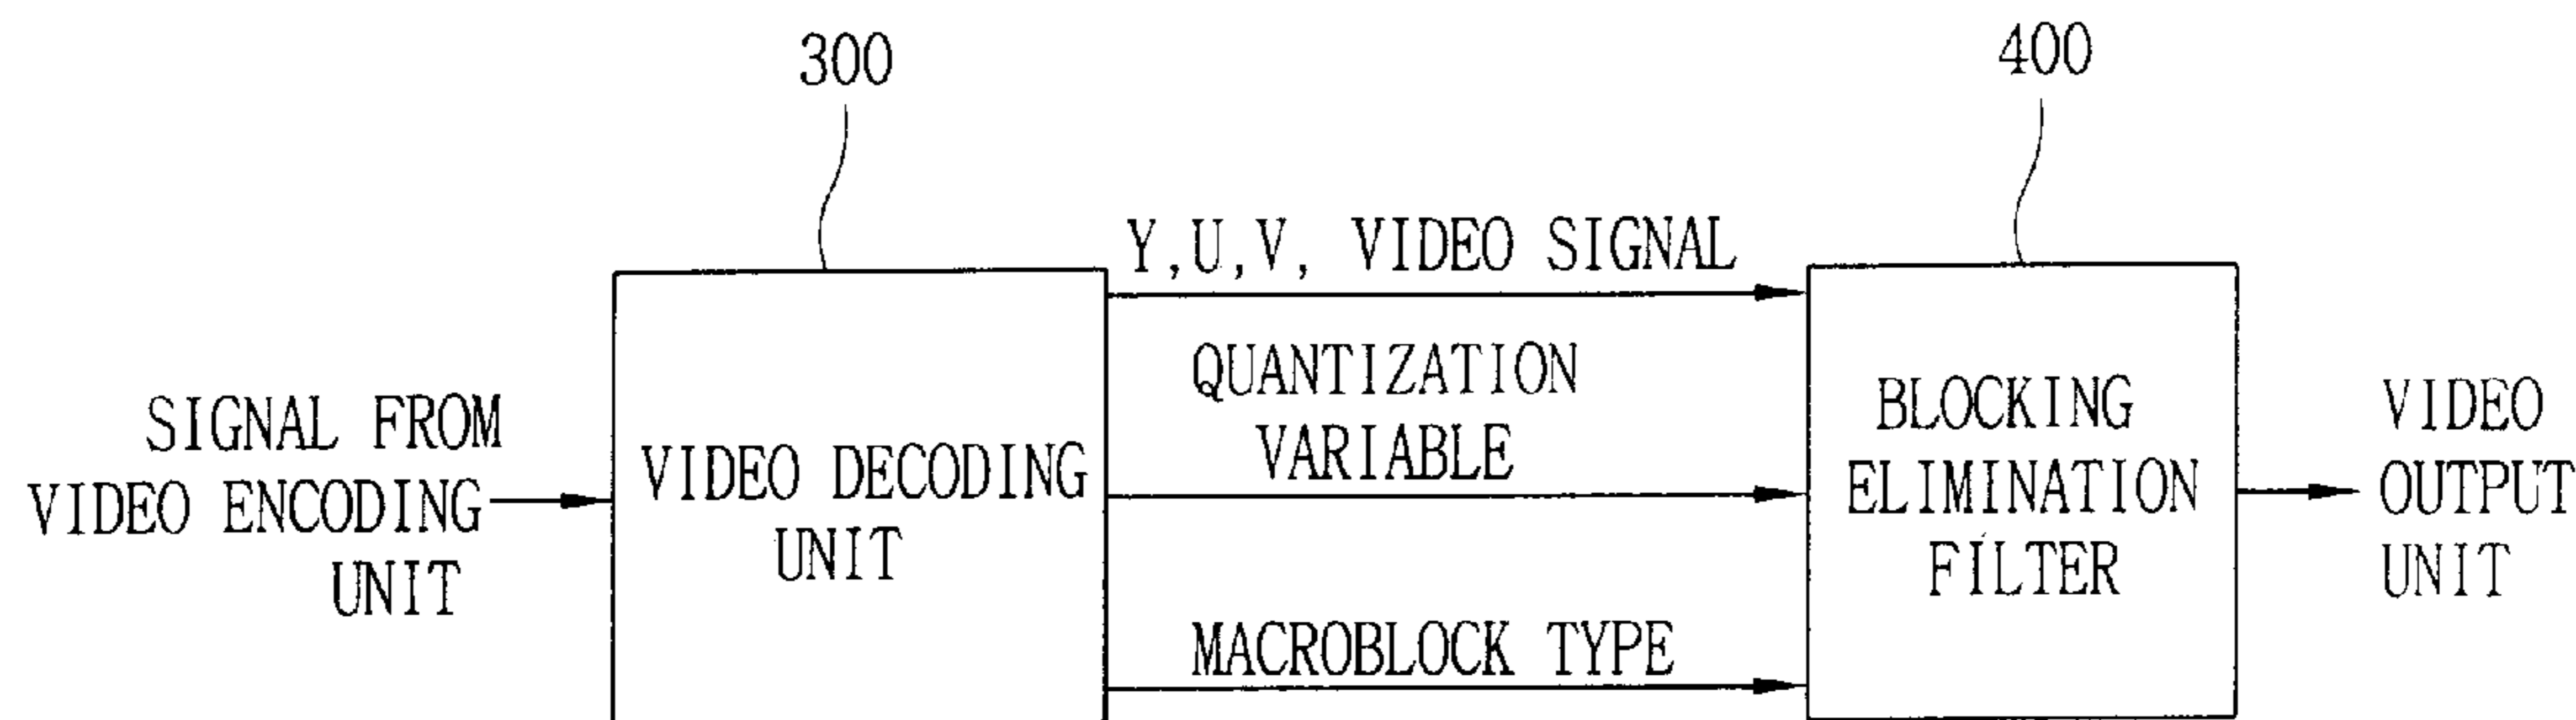 300
400
Y,U,V, VIDEO SIGNAL
QUANTIZATION
VARIABLE
MACROBLOCK TYPE
SIGNAL FROM
VIDEO ENCODING
UNIT
VIDEO DECODING
UNIT
BLOCKING
ELIMINATION
FILTER
VIDEO
OUTPUT
UNIT